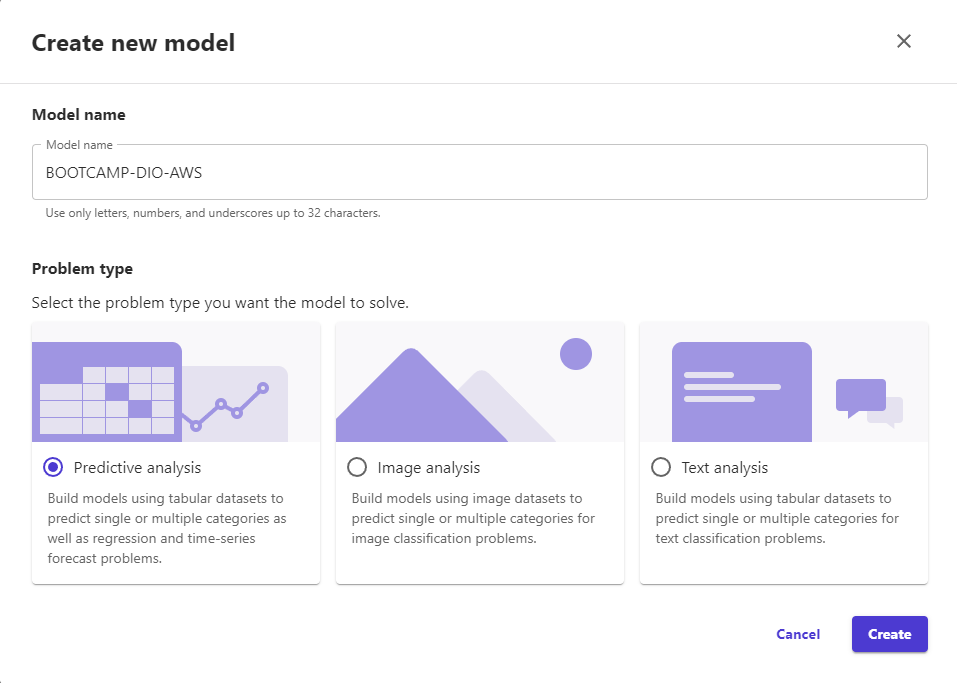 Create new model
Model name
Model name
BOOTCAMP-DIO-AWS
Use only letters, numbers, and underscores up to 32 characters.
Problem type
Select the problem type you want the model to solve.
Predictive analysis
Build models using tabular datasets to
predict single or multiple categories as
well as regression and time-series
forecast problems.
Image analysis
Build models using image datasets to
predict single or multiple categories for
image classification problems.
Text analysis
Build models using tabular datasets to
predict single or multiple categories for
text classification problems.
Cancel
Create